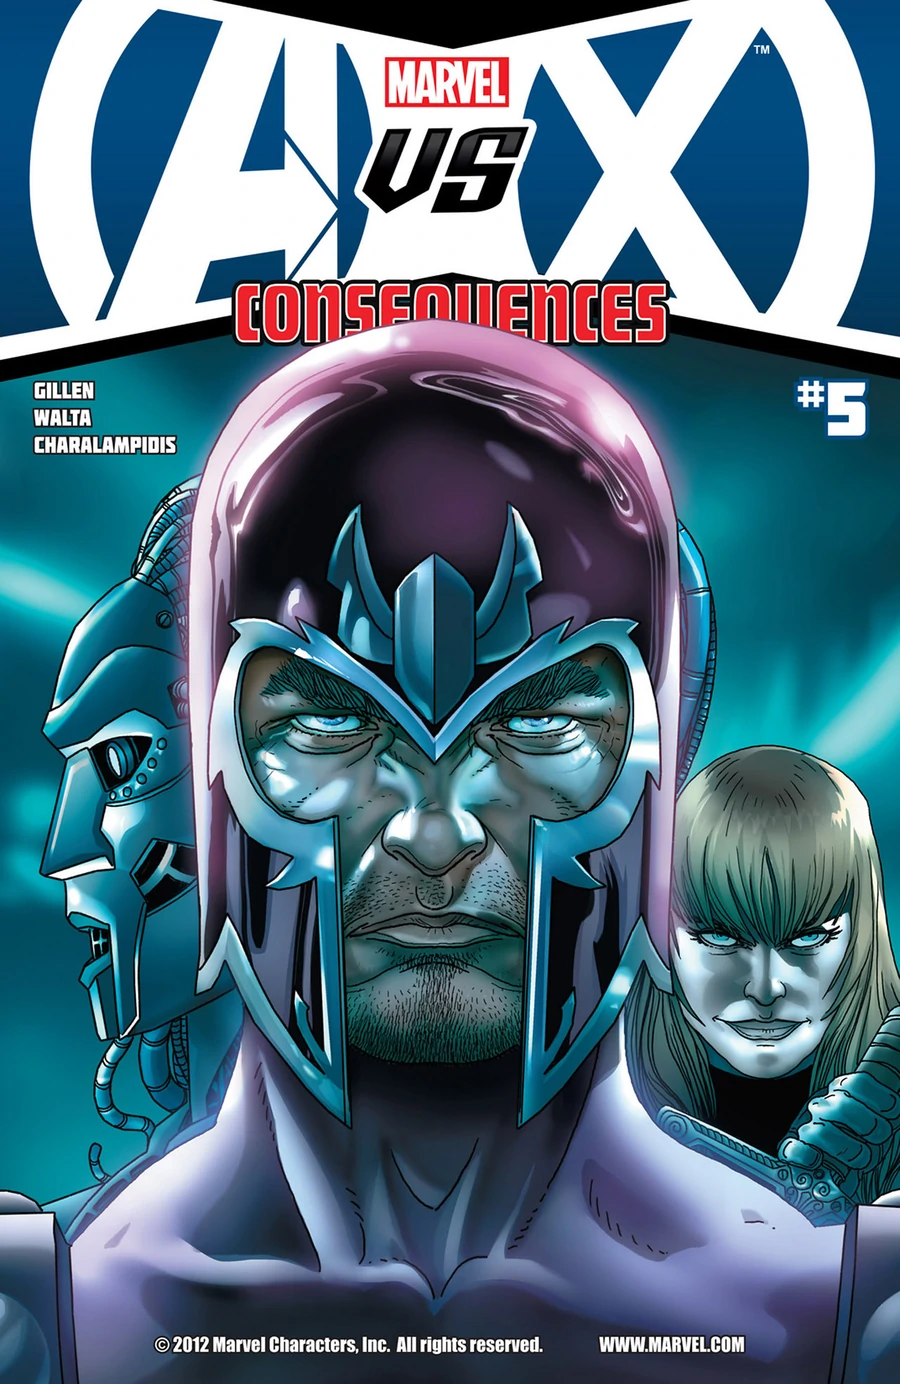 A X
™
MARVEL
VS
CONSEQUENCES
GILLEN
WALTA
CHARALAMPIDIS
#5
© 2012 Marvel Characters, Inc. All rights reserved.
WWW.MARVEL.COM